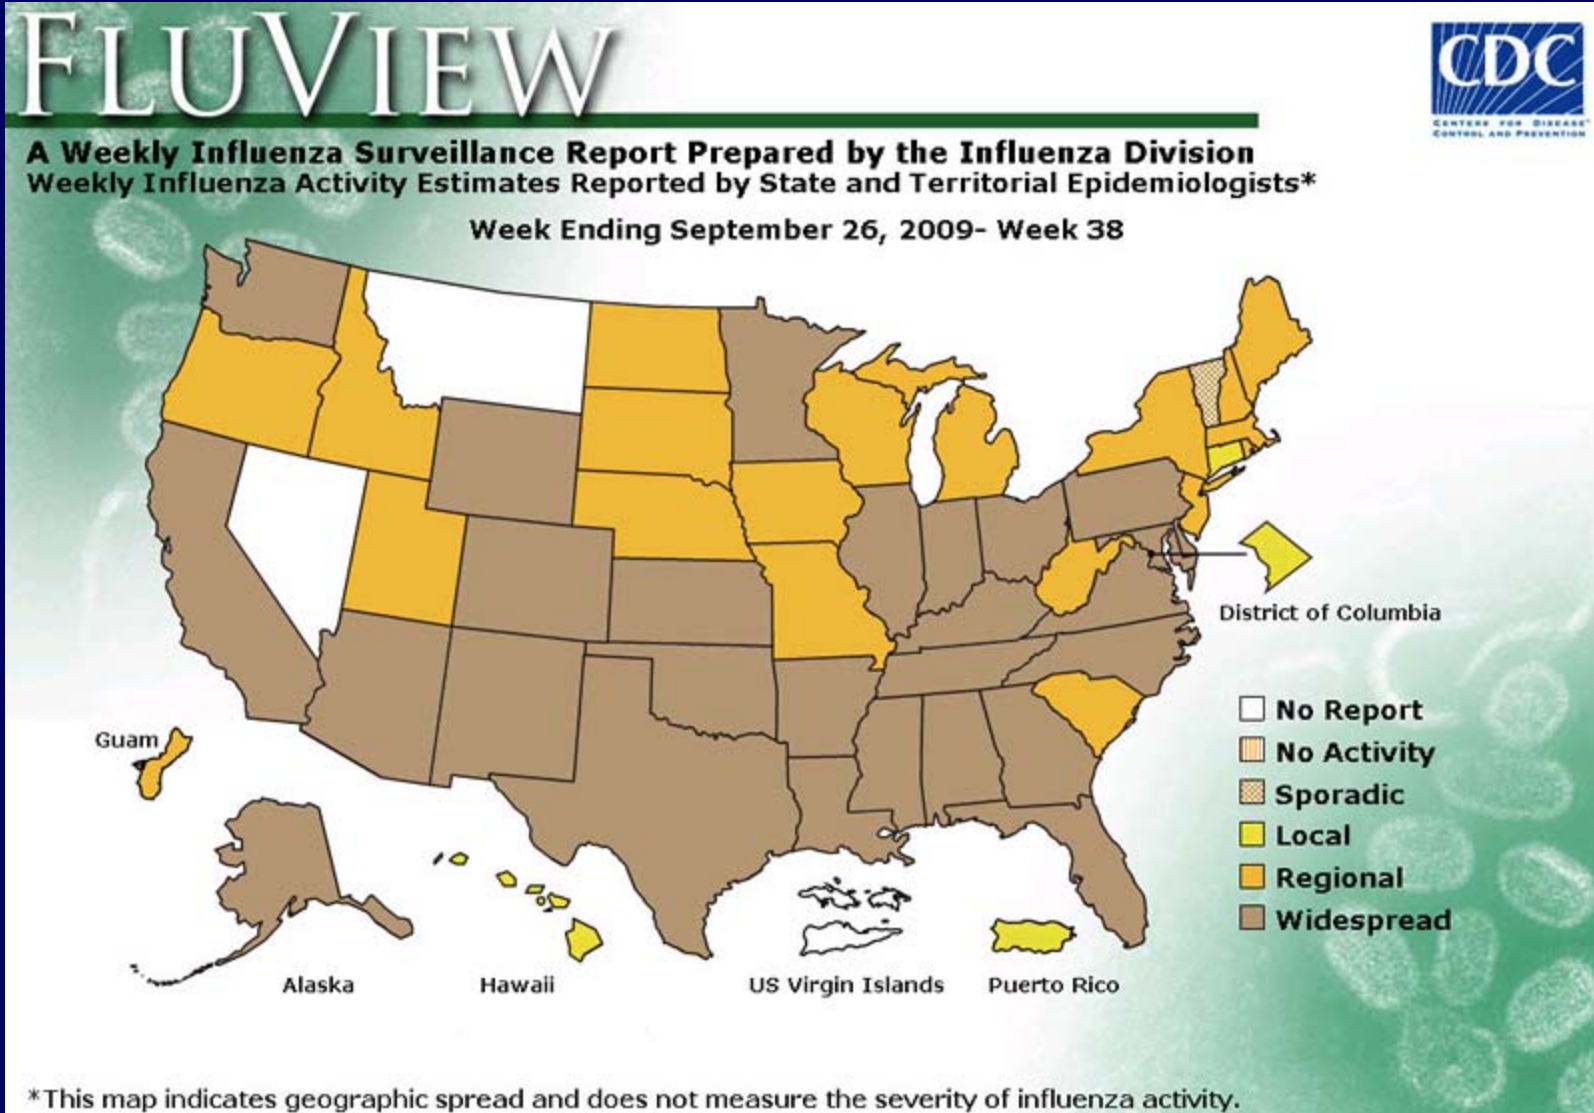 FLUVIEW
CDC
CENTERS FOR DISEASE
CONTROL AND PREVENTION
A Weekly Influenza Surveillance Report Prepared by the Influenza Division
Weekly Influenza Activity Estimates Reported by State and Territorial Epidemiologists*
Week Ending September 26, 2009- Week 38
District of Columbia
No Report
Guam
No Activity
Sporadic
Local
Regional
Widespread
Alaska
Hawaii
US Virgin Islands
Puerto Rico
*This map indicates geographic spread and does not measure the severity of influenza activity.